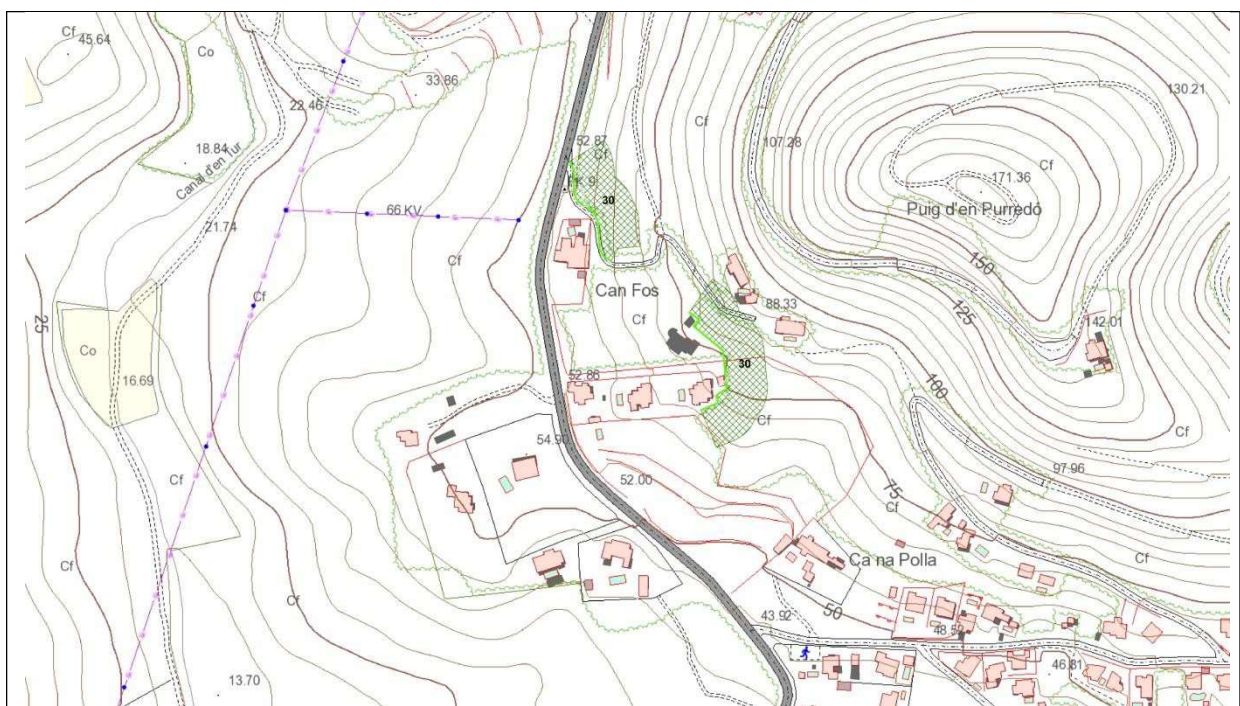 Cf
45.64
Co
33.86
22.46
130.21
Cf
52.87
Cf
107.28
18.84
Canal d'en Tur
Cf
171.36
30
66 KV
Puig d'en Purredó
21.74
Cf
150
Can Fos
Cf
88.33
25
Cf
125
142.01
Co
30
16.69
52.86
100
Cf
Cf
54.90
97.96
Cf
52.00
75
Cf
Ca na Polla
Cf
Cf
Cf
50
43.92
48.52
46.81
13.70